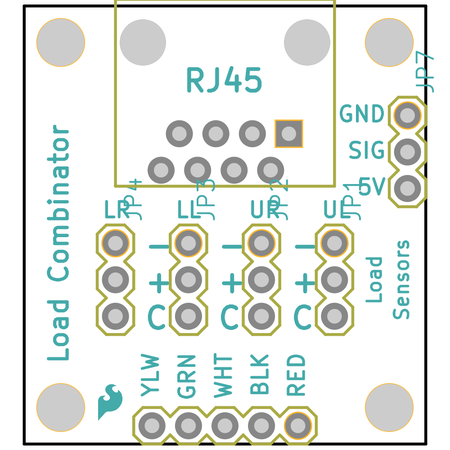 JP7
RJ45
GND
SIG
5V
Load Combinator
LR
JP4
LL
JP3
UR
JP2
UL
JP1
- - -
+ + +
C C C
Load
Sensors
YLW
GRN
WHT
BLK
RED